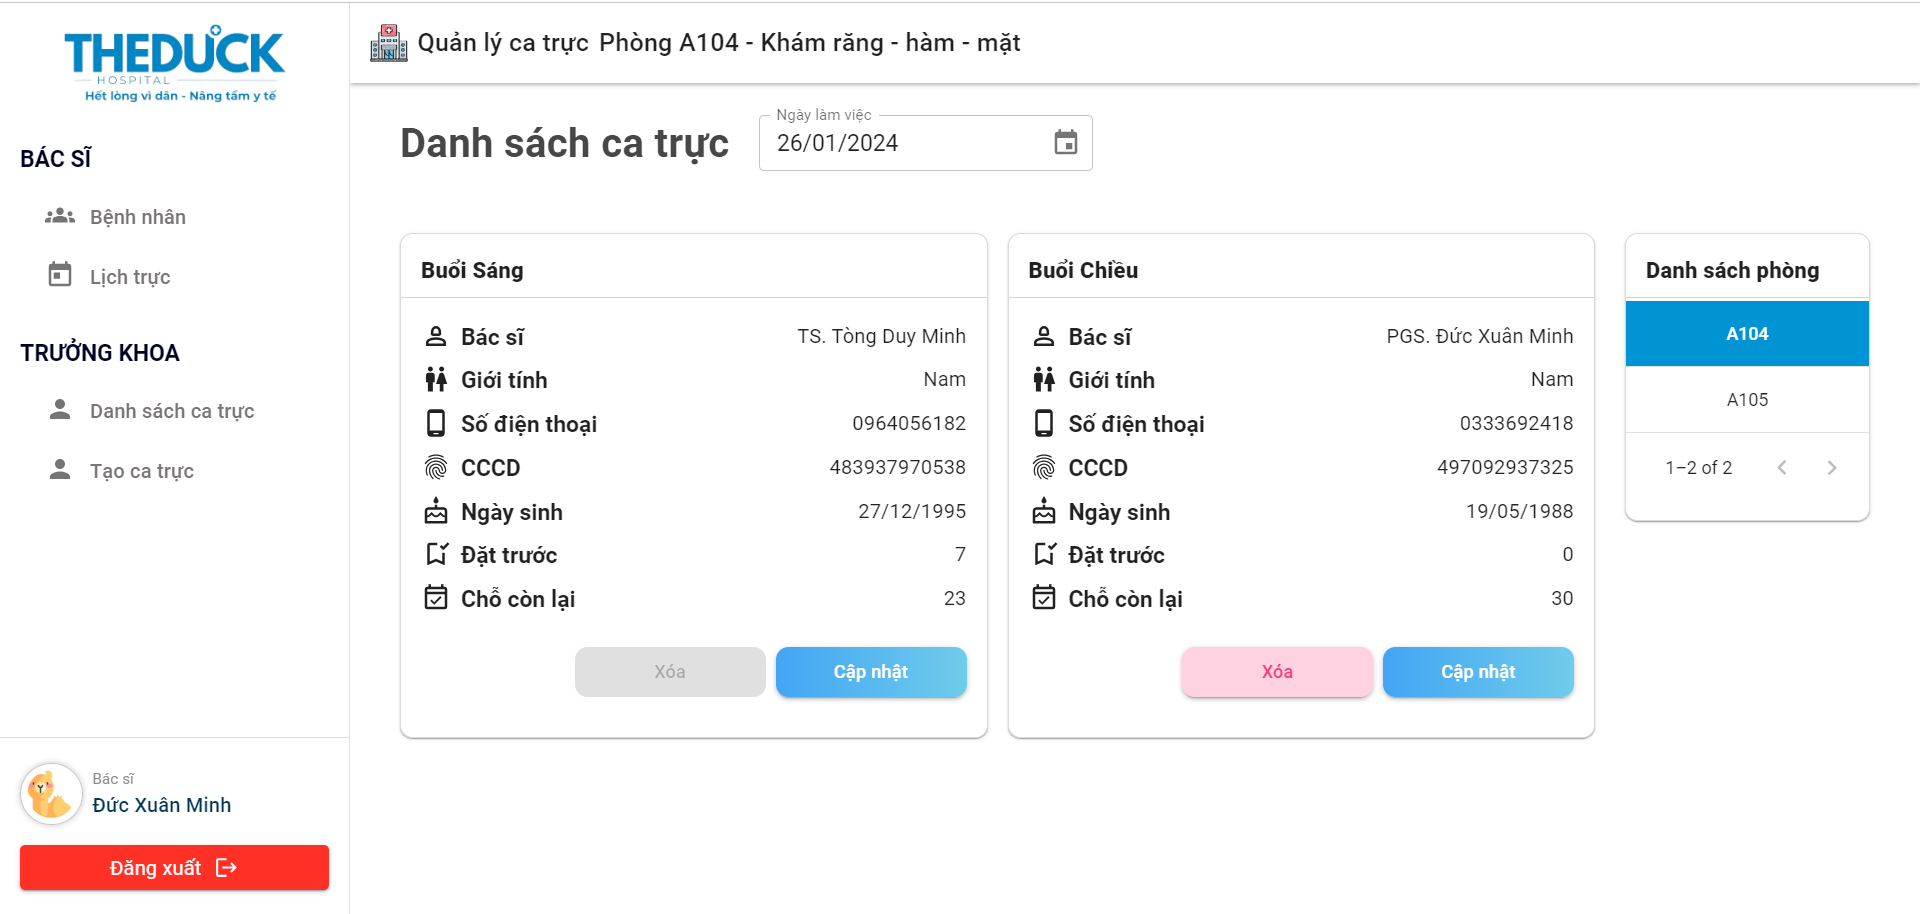 THEDUCK
HOSPITAL
Hết lòng vì dân - Nâng tầm y tế
BÁC SĨ
Bệnh nhân
Lịch trực
TRƯỞNG KHOA
Danh sách ca trực
Tạo ca trực
Bác sĩ
Đức Xuân Minh
Đăng xuất
Quản lý ca trực Phòng A104 - Khám răng - hàm - mặt
Danh sách ca trực
Ngày làm việc
26/01/2024
Buổi Sáng
Bác sĩ TS. Tòng Duy Minh
Giới tính Nam
Số điện thoại 0964056182
CCCD 483937970538
Ngày sinh 27/12/1995
Đặt trước 7
Chỗ còn lại 23
Xóa Cập nhật
Buổi Chiều
Bác sĩ PGS. Đức Xuân Minh
Giới tính Nam
Số điện thoại 0333692418
CCCD 497092937325
Ngày sinh 19/05/1988
Đặt trước 0
Chỗ còn lại 30
Xóa Cập nhật
Danh sách phòng
A104
A105
1–2 of 2